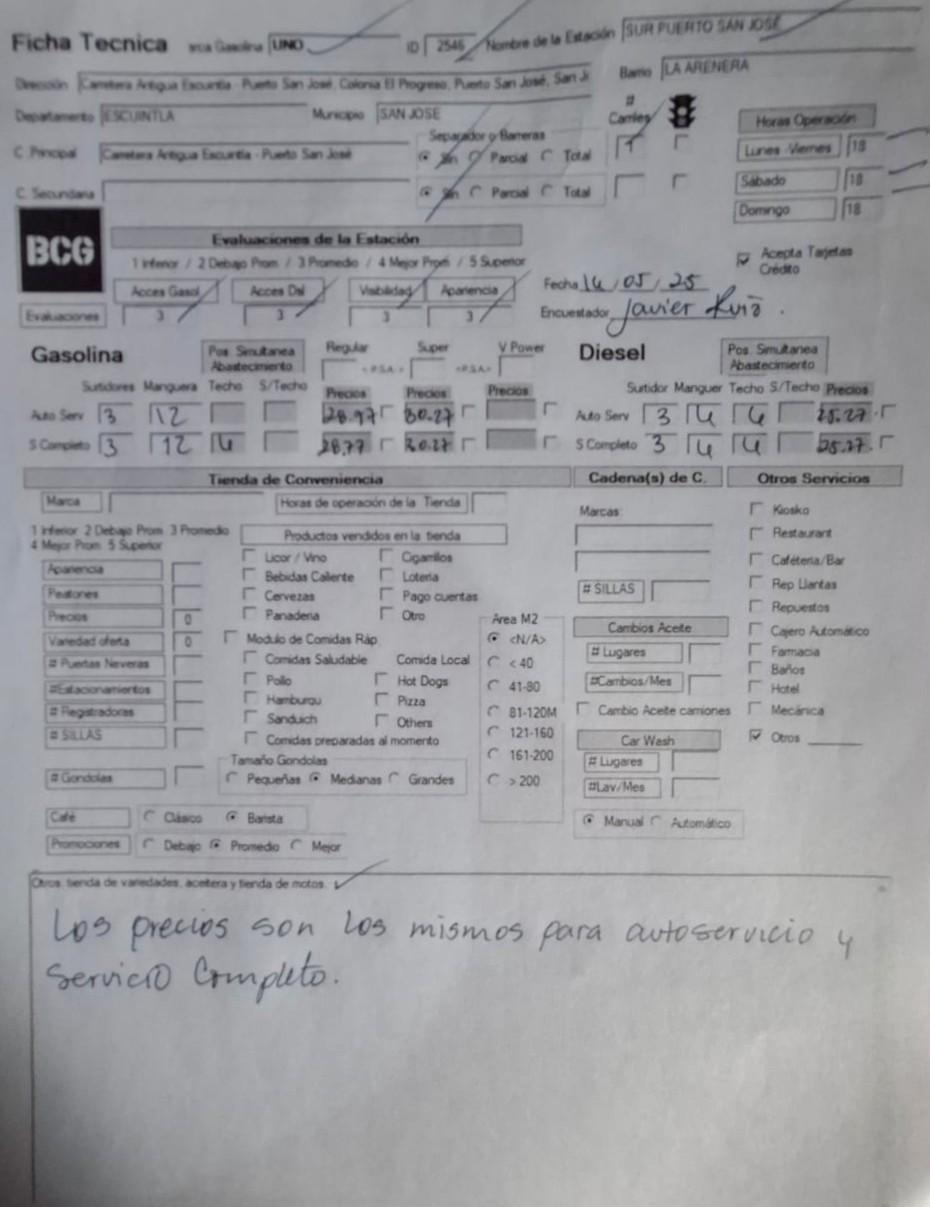 Ficha Tecnica arca Gasolina UNO ID 2546 Nombre de la Estación SUR PUERTO SAN JOSE
Dirección Carretera Antigua Escuintla - Puerto San José, Colonia El Progreso, Puerto San José, San J Barrio LA ARENERA
Departamento ESCUINTLA Municipio SAN JOSE # Carriles Horas Operación
Separador o Barreras
C. Principal Carretera Antigua Escuintla - Puerto San José Sin Parcial Total 1 Lunes -Viernes 18
C. Secundaria Sin Parcial Total Sábado 18
Domingo 18
BCG Evaluaciones de la Estación
1 Inferior / 2 Debajo Prom / 3 Promedio / 4 Mejor Prom / 5 Superior Acepta Tarjetas Crédito
Acces Gasol Acces Dsl Visibilidad Apariencia Fecha 14/05/25
Evaluaciones 3 3 3 3 Encuestador Javier Ruiz.
Gasolina Pos. Simultanea Abastecimiento Regular Super V Power Diesel Pos. Simultanea Abastecimiento
<P.S.A.> <P.S.A.>
Surtidores Manguera Techo S/Techo Precios Precios Precios Surtidor Manguer Techo S/Techo Precios
Auto Serv 3 12 30.27 Auto Serv 3 4 4 25.27
S Completo 3 12 4 30.27 S Completo 3 4 4 25.27
Tienda de Conveniencia Cadena(s) de C. Otros Servicios
Marca Horas de operación de la Tienda Marcas: Kiosko
1 Inferior 2 Debajo Prom 3 Promedio Productos vendidos en la tienda Restaurant
4 Mejor Prom 5 Superior Licor / Vino Cigarrillos Caféteria/Bar
Apariencia Bebidas Caliente Loteria # SILLAS Rep Llantas
Peatones Cervezas Pago cuentas Repuestos
Precios 0 Panaderia Otro Area M2 Cambios Aceite Cajero Automático
Variedad oferta 0 Modulo de Comidas Ráp. <N/A> # Lugares Farmacia
# Puertas Neveras Comidas Saludable Comida Local < 40 Baños
#Estacionamientos Pollo Hot Dogs 41-80 #Cambios/Mes Hotel
# Registradoras Hamburgu Pizza 81-120M Cambio Aceite camiones Mecánica
# SILLAS Sanduich Others 121-160 Car Wash Otros
Comidas preparadas al momento 161-200 # Lugares
Tamaño Gondolas
# Gondolas Pequeñas Medianas Grandes > 200 #Lav/Mes
Café Clásico Barista Manual Automático
Promociones Debajo Promedio Mejor
Otros: tienda de variedades, aceitera y tienda de motos.
Los precios son los mismos para autoservicio y
Servicio Completo.